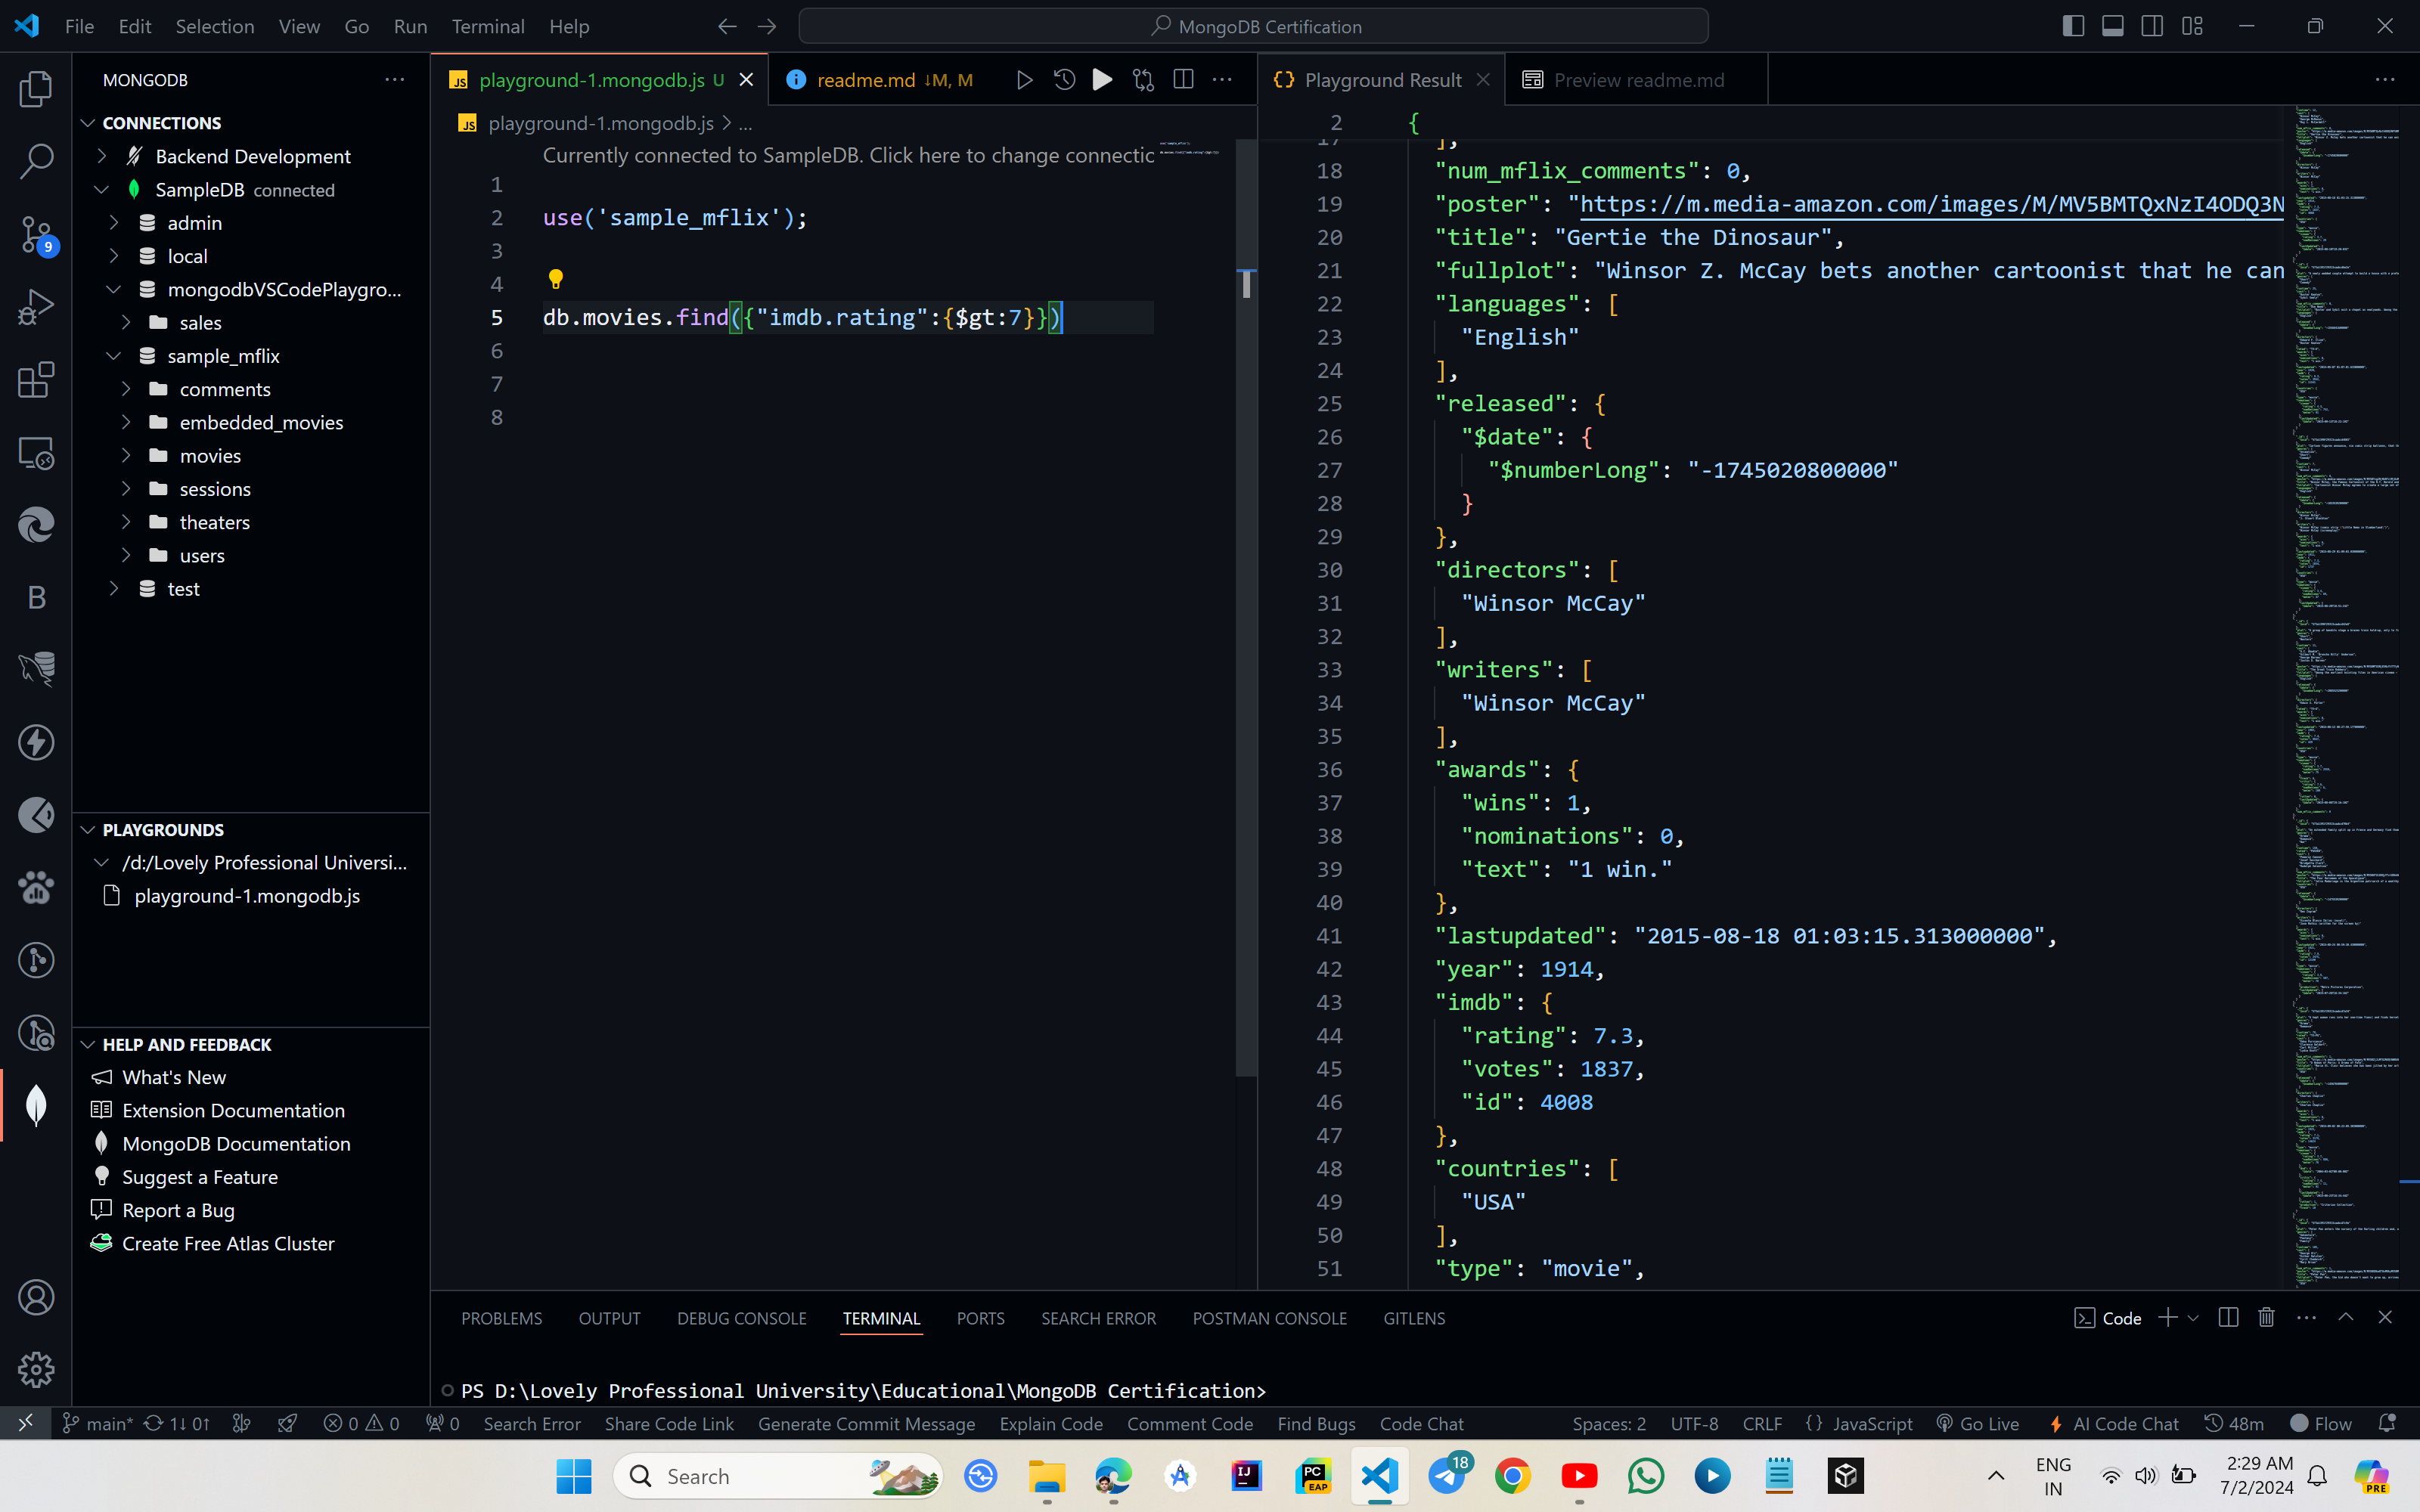 File Edit Selection View Go Run Terminal Help
MongoDB Certification
MONGODB
CONNECTIONS
Backend Development
SampleDB connected
admin
local
mongodbVSCodePlaygro...
sales
sample_mflix
comments
embedded_movies
movies
sessions
theaters
users
test
PLAYGROUNDS
/d:/Lovely Professional Universi...
playground-1.mongodb.js
HELP AND FEEDBACK
What's New
Extension Documentation
MongoDB Documentation
Suggest a Feature
Report a Bug
Create Free Atlas Cluster
9
B
JS playground-1.mongodb.js U
readme.md ↓M, M
JS playground-1.mongodb.js > ...
Currently connected to SampleDB. Click here to change connectic
1
2 use('sample_mflix');
3
4
5 db.movies.find({"imdb.rating":{$gt:7}})
6
7
8
{} Playground Result
Preview readme.md
2 {
17 ],
18 "num_mflix_comments": 0,
19 "poster": "https://m.media-amazon.com/images/M/MV5BMTQxNzI4ODQ3N
20 "title": "Gertie the Dinosaur",
21 "fullplot": "Winsor Z. McCay bets another cartoonist that he can
22 "languages": [
23 "English"
24 ],
25 "released": {
26 "$date": {
27 "$numberLong": "-1745020800000"
28 }
29 },
30 "directors": [
31 "Winsor McCay"
32 ],
33 "writers": [
34 "Winsor McCay"
35 ],
36 "awards": {
37 "wins": 1,
38 "nominations": 0,
39 "text": "1 win."
40 },
41 "lastupdated": "2015-08-18 01:03:15.313000000",
42 "year": 1914,
43 "imdb": {
44 "rating": 7.3,
45 "votes": 1837,
46 "id": 4008
47 },
48 "countries": [
49 "USA"
50 ],
51 "type": "movie",
PROBLEMS OUTPUT DEBUG CONSOLE TERMINAL PORTS SEARCH ERROR POSTMAN CONSOLE GITLENS
Code
PS D:\Lovely Professional University\Educational\MongoDB Certification>
main* 1↓ 0↑ 0 0 0 Search Error Share Code Link Generate Commit Message Explain Code Comment Code Find Bugs Code Chat
Spaces: 2 UTF-8 CRLF {} JavaScript Go Live AI Code Chat 48m Flow
Search
IJ
PC
EAP
18
ENG
IN
2:29 AM
7/2/2024
PRE